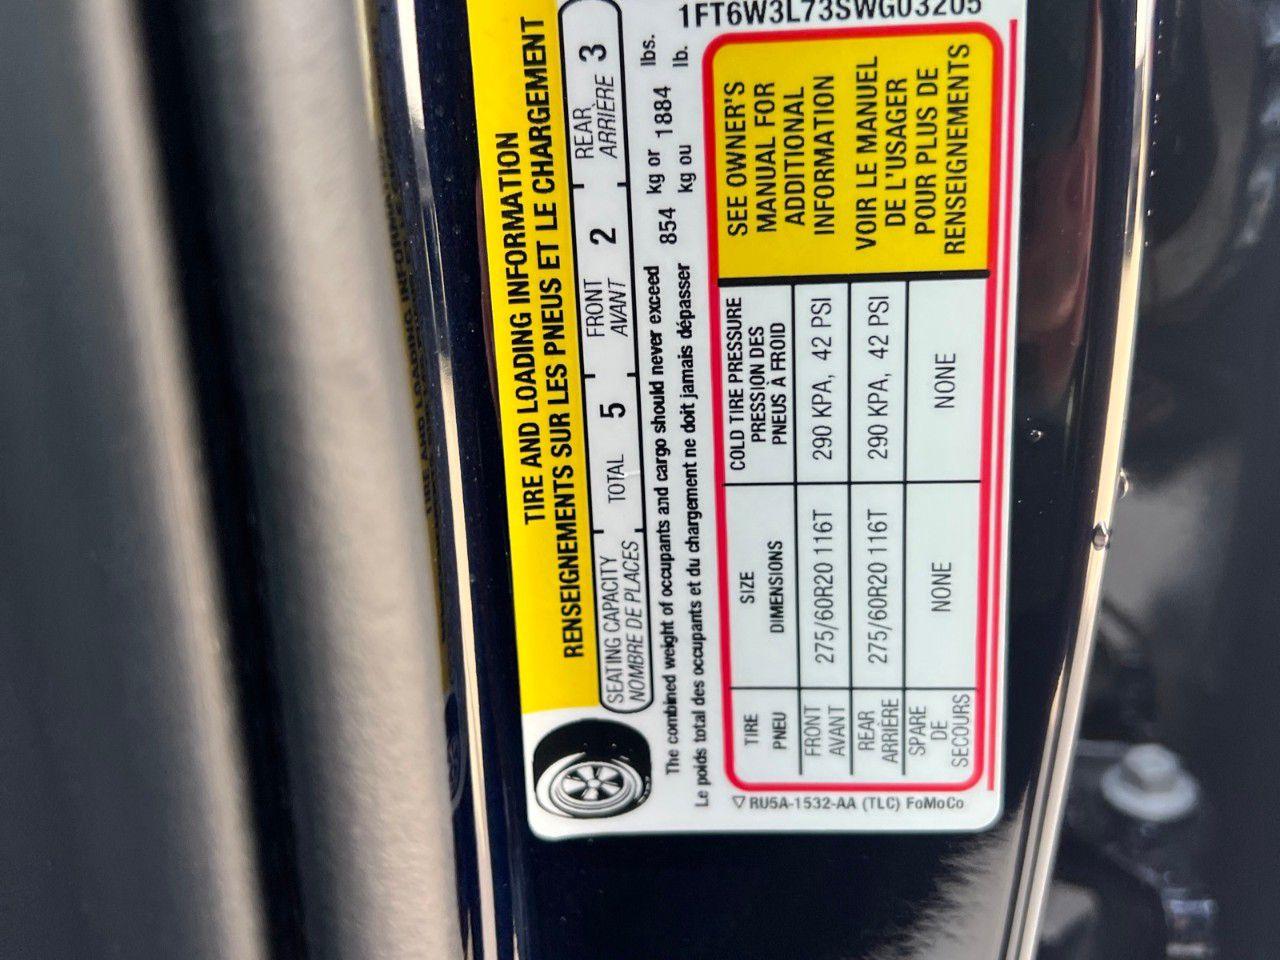 1FT6W3L73SWG03205
TIRE AND LOADING INFORMATION
RENSEIGNEMENTS SUR LES PNEUS ET LE CHARGEMENT
SEATING CAPACITY TOTAL 5 FRONT 2 REAR 3
NOMBRE DE PLACES AVANT ARRIÈRE
The combined weight of occupants and cargo should never exceed 854 kg or 1884 lbs.
Le poids total des occupants et du chargement ne doit jamais dépasser kg ou lb.
TIRE SIZE COLD TIRE PRESSURE
PNEU DIMENSIONS PRESSION DES
PNEUS À FROID
FRONT
AVANT 275/60R20 116T 290 KPA, 42 PSI
REAR
ARRIÈRE 275/60R20 116T 290 KPA, 42 PSI
SPARE
DE
SECOURS NONE NONE
SEE OWNER'S
MANUAL FOR
ADDITIONAL
INFORMATION
VOIR LE MANUEL
DE L'USAGER
POUR PLUS DE
RENSEIGNEMENTS
▽ RU5A-1532-AA (TLC) FoMoCo